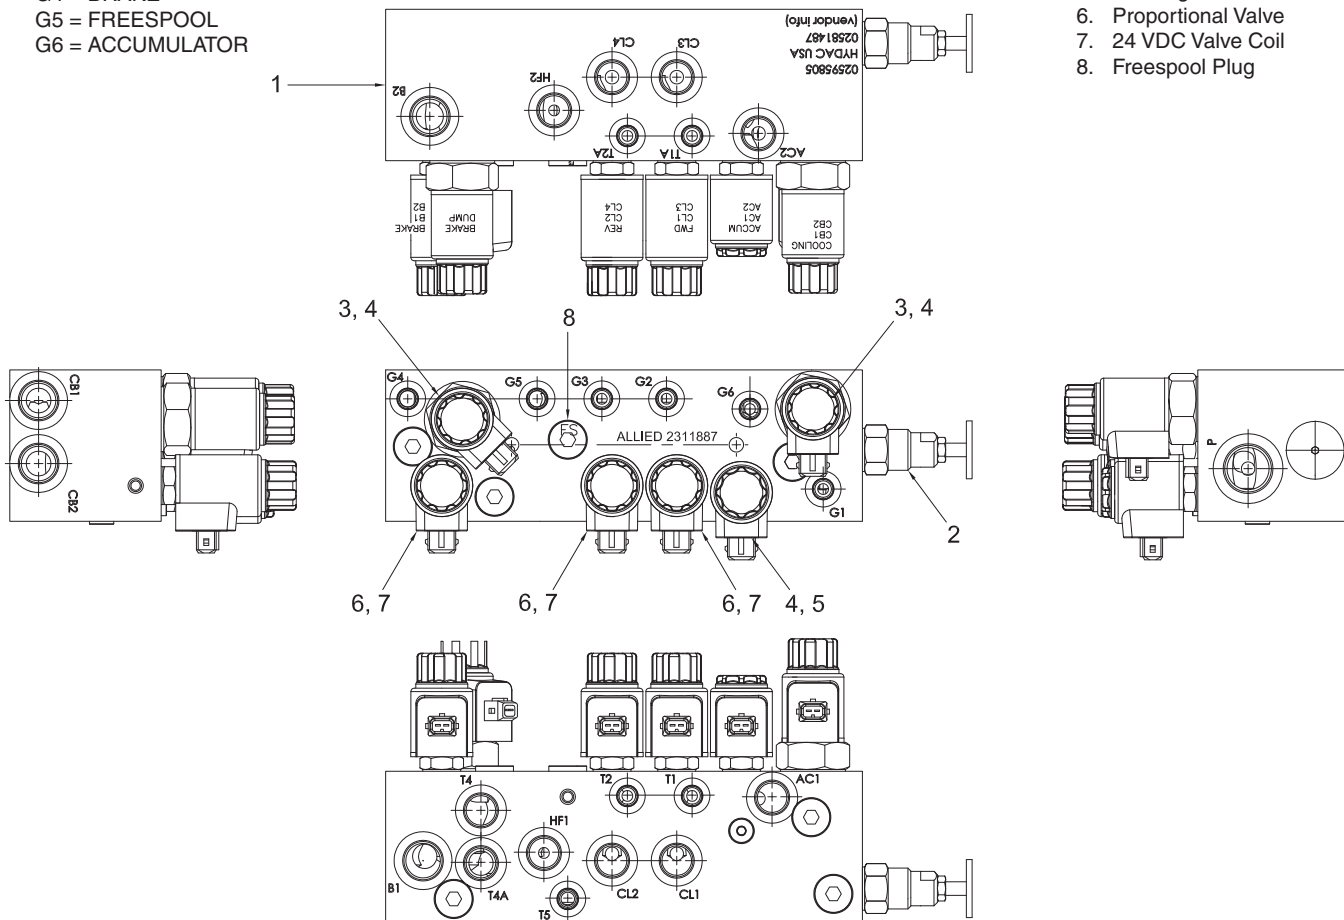 G5 = FREESPOOL
G6 = ACCUMULATOR
6. Proportional Valve
7. 24 VDC Valve Coil
8. Freespool Plug
1
02595805
HYDAC USA
02581487
(vendor info)
B2
HF2
CL4
CL3
T2A
T1A
AC2
BRAKE
B1
B2
BRAKE
DUMP
REV
CL2
CL4
FWD
CL1
CL3
ACCUM
AC1
AC2
COOLING
CB1
CB2
3, 4
8
3, 4
CB1
CB2
G4
G5
G3
G2
G6
FS
ALLIED 2311887
G1
2
P
6, 7
6, 7
6, 7
4, 5
T4
T2
T1
AC1
HF1
B1
T4A
T5
CL2
CL1